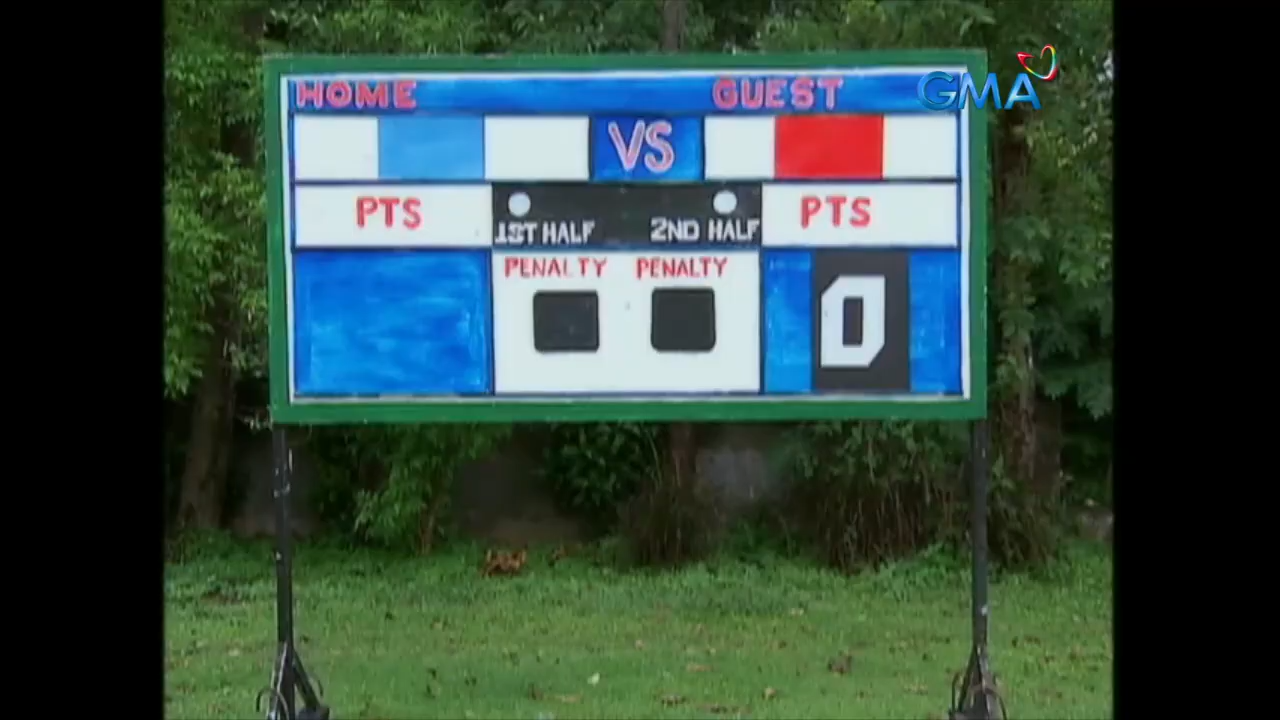 HOME GUEST
GMA
VS
PTS PTS
1ST HALF 2ND HALF
PENALTY PENALTY
0